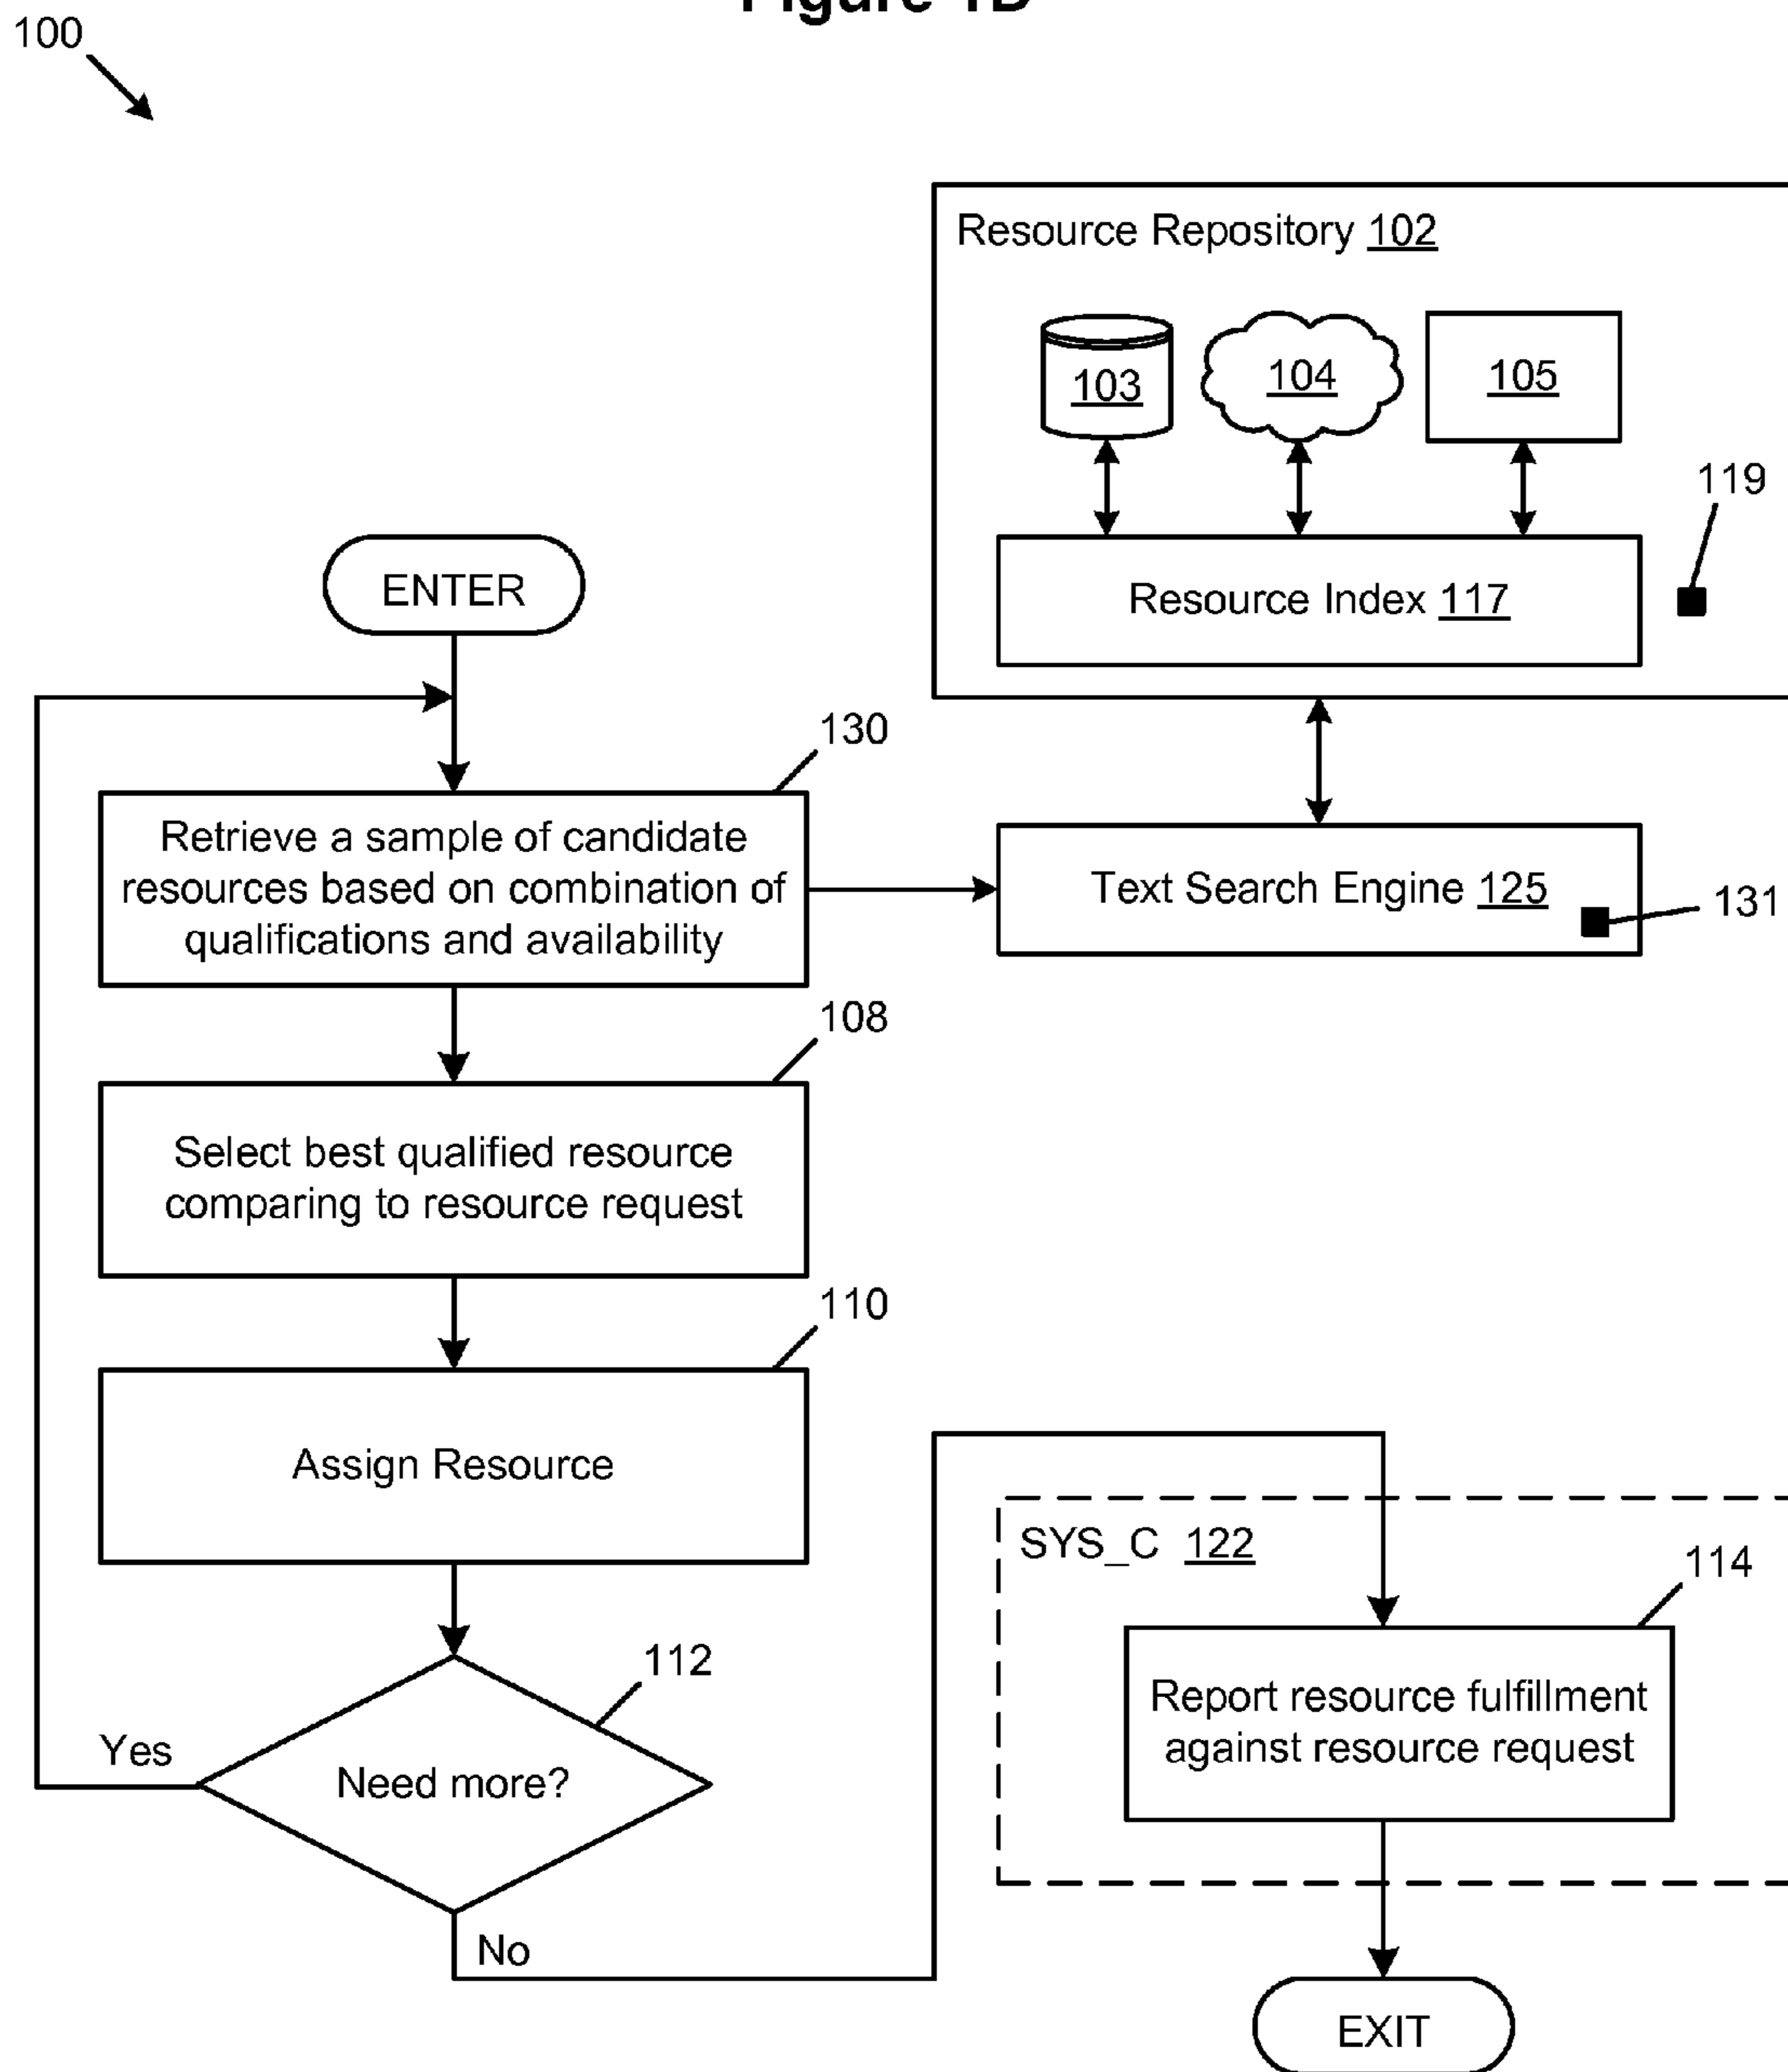 Figure 1D
100
Resource Repository 102
103
104
105
119
Resource Index 117
ENTER
130
Retrieve a sample of candidate
resources based on combination of
qualifications and availability
Text Search Engine 125
131
108
Select best qualified resource
comparing to resource request
110
Assign Resource
SYS_C 122
114
112
Report resource fulfillment
against resource request
Yes
Need more?
No
EXIT